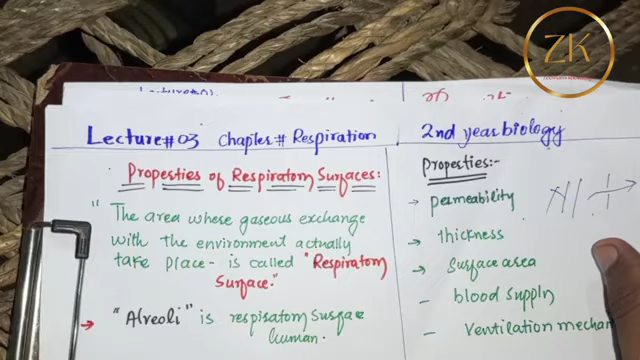 ZK
Lecture#03 Chapter# Respiration
2nd year biology
Properties of Respiratory Surfaces:
"The area whose gaseous exchange
with the environment actually
take place- is called "Respiratory
Surface."
→ "Alveoli" is respiratory surface
human.
Properties:-
→ permeability
→ thickness
→ Surface area
– blood supply
– ventilation mechan